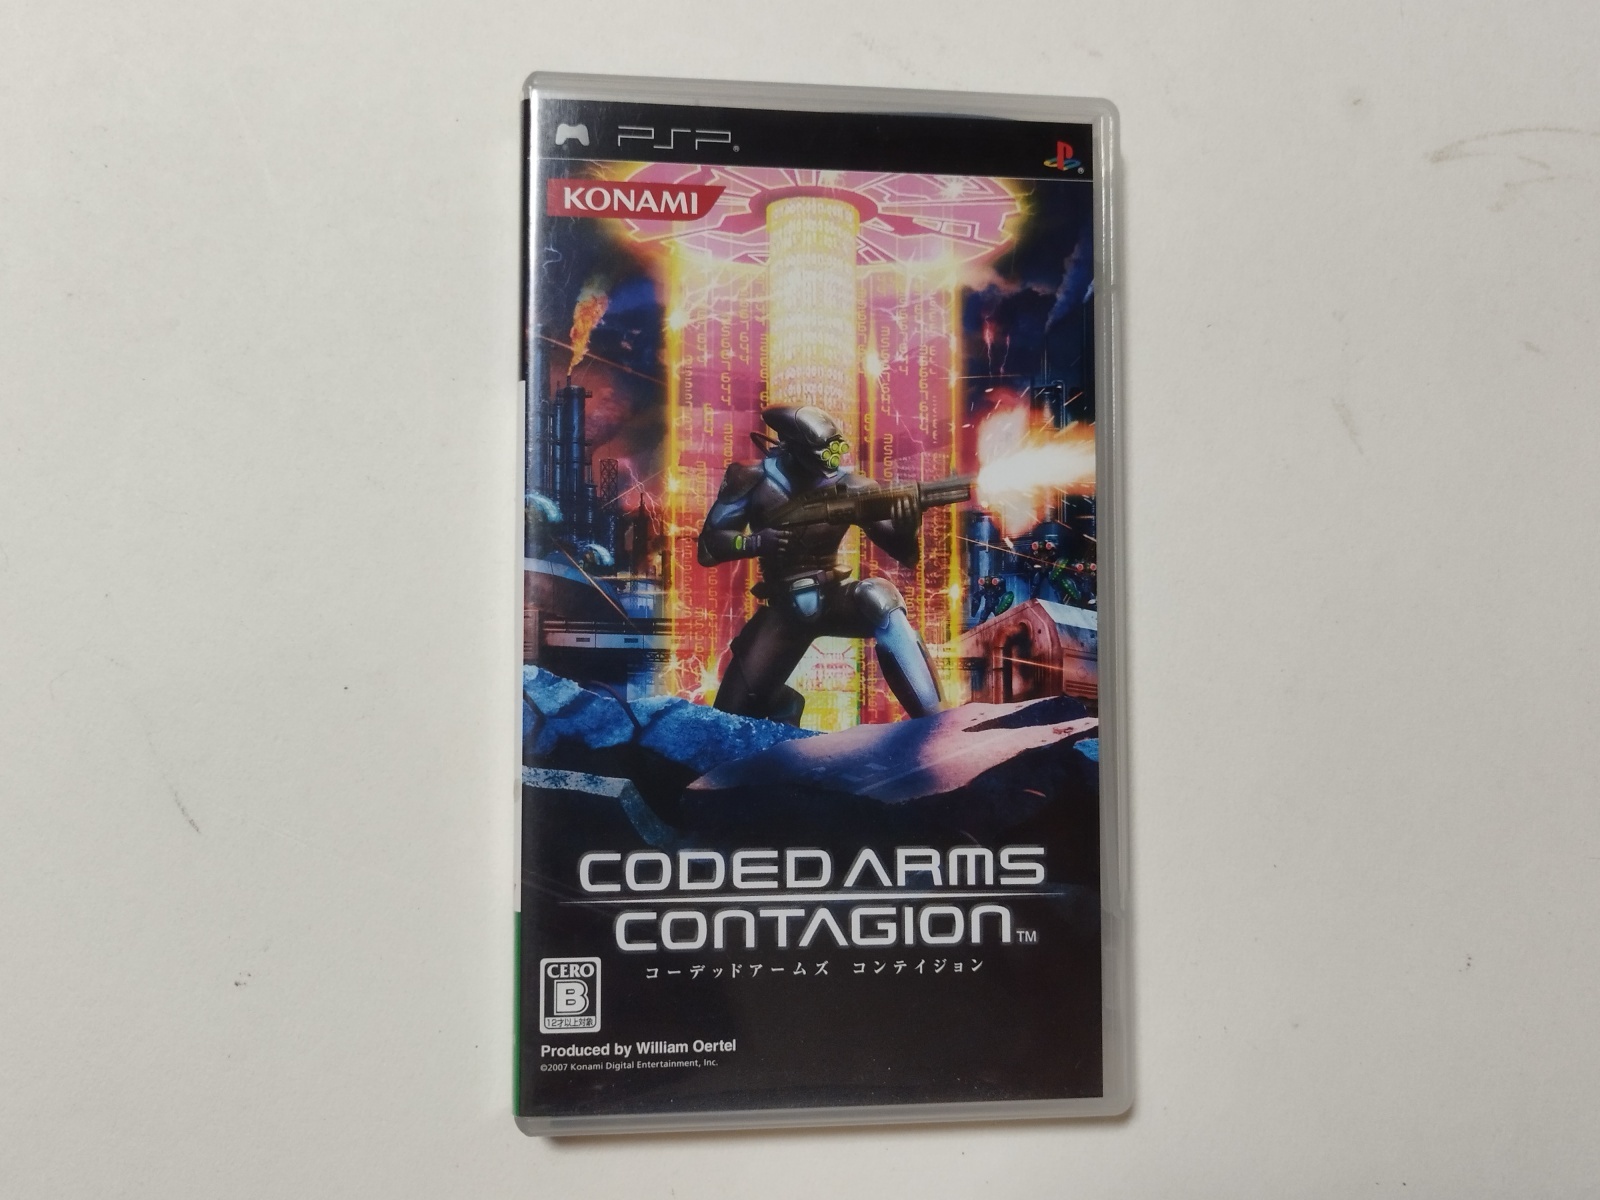 PSP®
KONAMI
CODED ARMS
CONTAGION™
コーデッドアームズ コンテイジョン
CERO
B
12才以上対象
Produced by William Oertel
©2007 Konami Digital Entertainment, Inc.